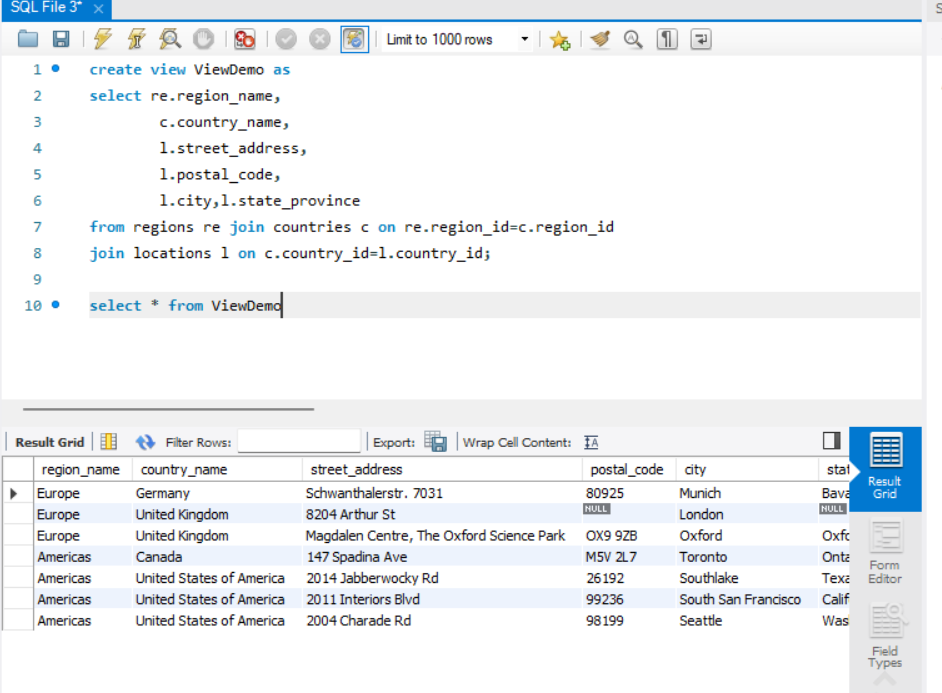 SQL File 3* ×
S
Limit to 1000 rows
1 create view ViewDemo as
2 select re.region_name,
3 c.country_name,
4 l.street_address,
5 l.postal_code,
6 l.city,l.state_province
7 from regions re join countries c on re.region_id=c.region_id
8 join locations l on c.country_id=l.country_id;
9
10 select * from ViewDemo
Result Grid Filter Rows: Export: Wrap Cell Content: IA
region_name country_name street_address postal_code city stat
Europe Germany Schwanthalerstr. 7031 80925 Munich Bava
Europe United Kingdom 8204 Arthur St NULL London NULL
Europe United Kingdom Magdalen Centre, The Oxford Science Park OX9 9ZB Oxford Oxfo
Americas Canada 147 Spadina Ave M5V 2L7 Toronto Onta
Americas United States of America 2014 Jabberwocky Rd 26192 Southlake Texa
Americas United States of America 2011 Interiors Blvd 99236 South San Francisco Calif
Americas United States of America 2004 Charade Rd 98199 Seattle Was
Result
Grid
Form
Editor
Field
Types